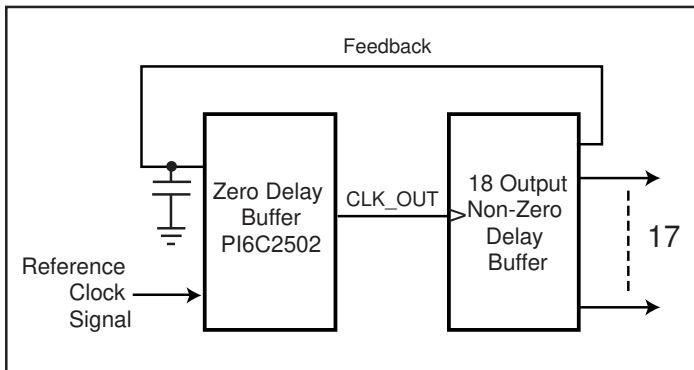 Feedback
Zero Delay
Buffer
PI6C2502
CLK_OUT
18 Output
Non-Zero
Delay
Buffer
17
Reference
Clock
Signal